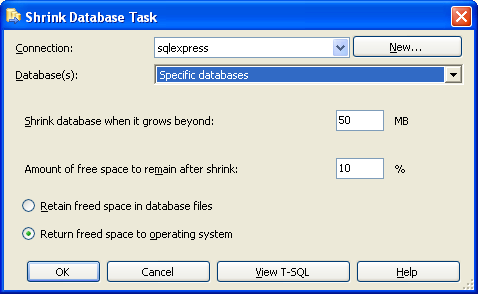 Shrink Database Task
Connection: sqlexpress New...
Database(s): Specific databases
Shrink database when it grows beyond: 50 MB
Amount of free space to remain after shrink: 10 %
Retain freed space in database files
Return freed space to operating system
OK Cancel View T-SQL Help